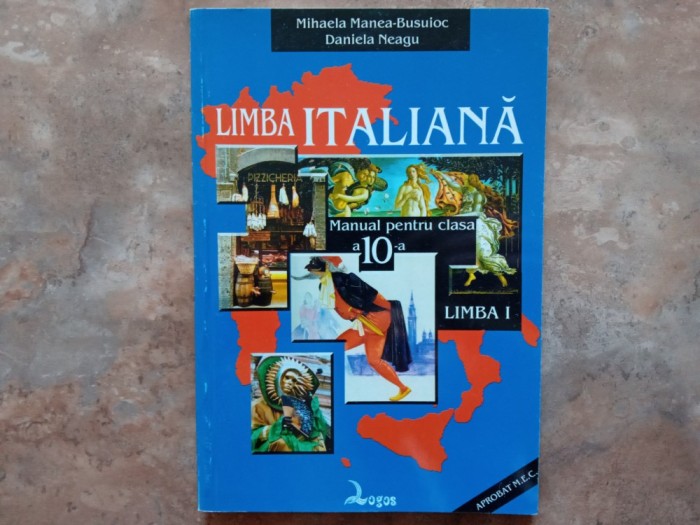 Mihaela Manea-Busuioc
Daniela Neagu
LIMBA ITALIANĂ
PIZZICHERIA
Manual pentru clasa
a 10-a
LIMBA I
Logos
APROBAT M.E.C.